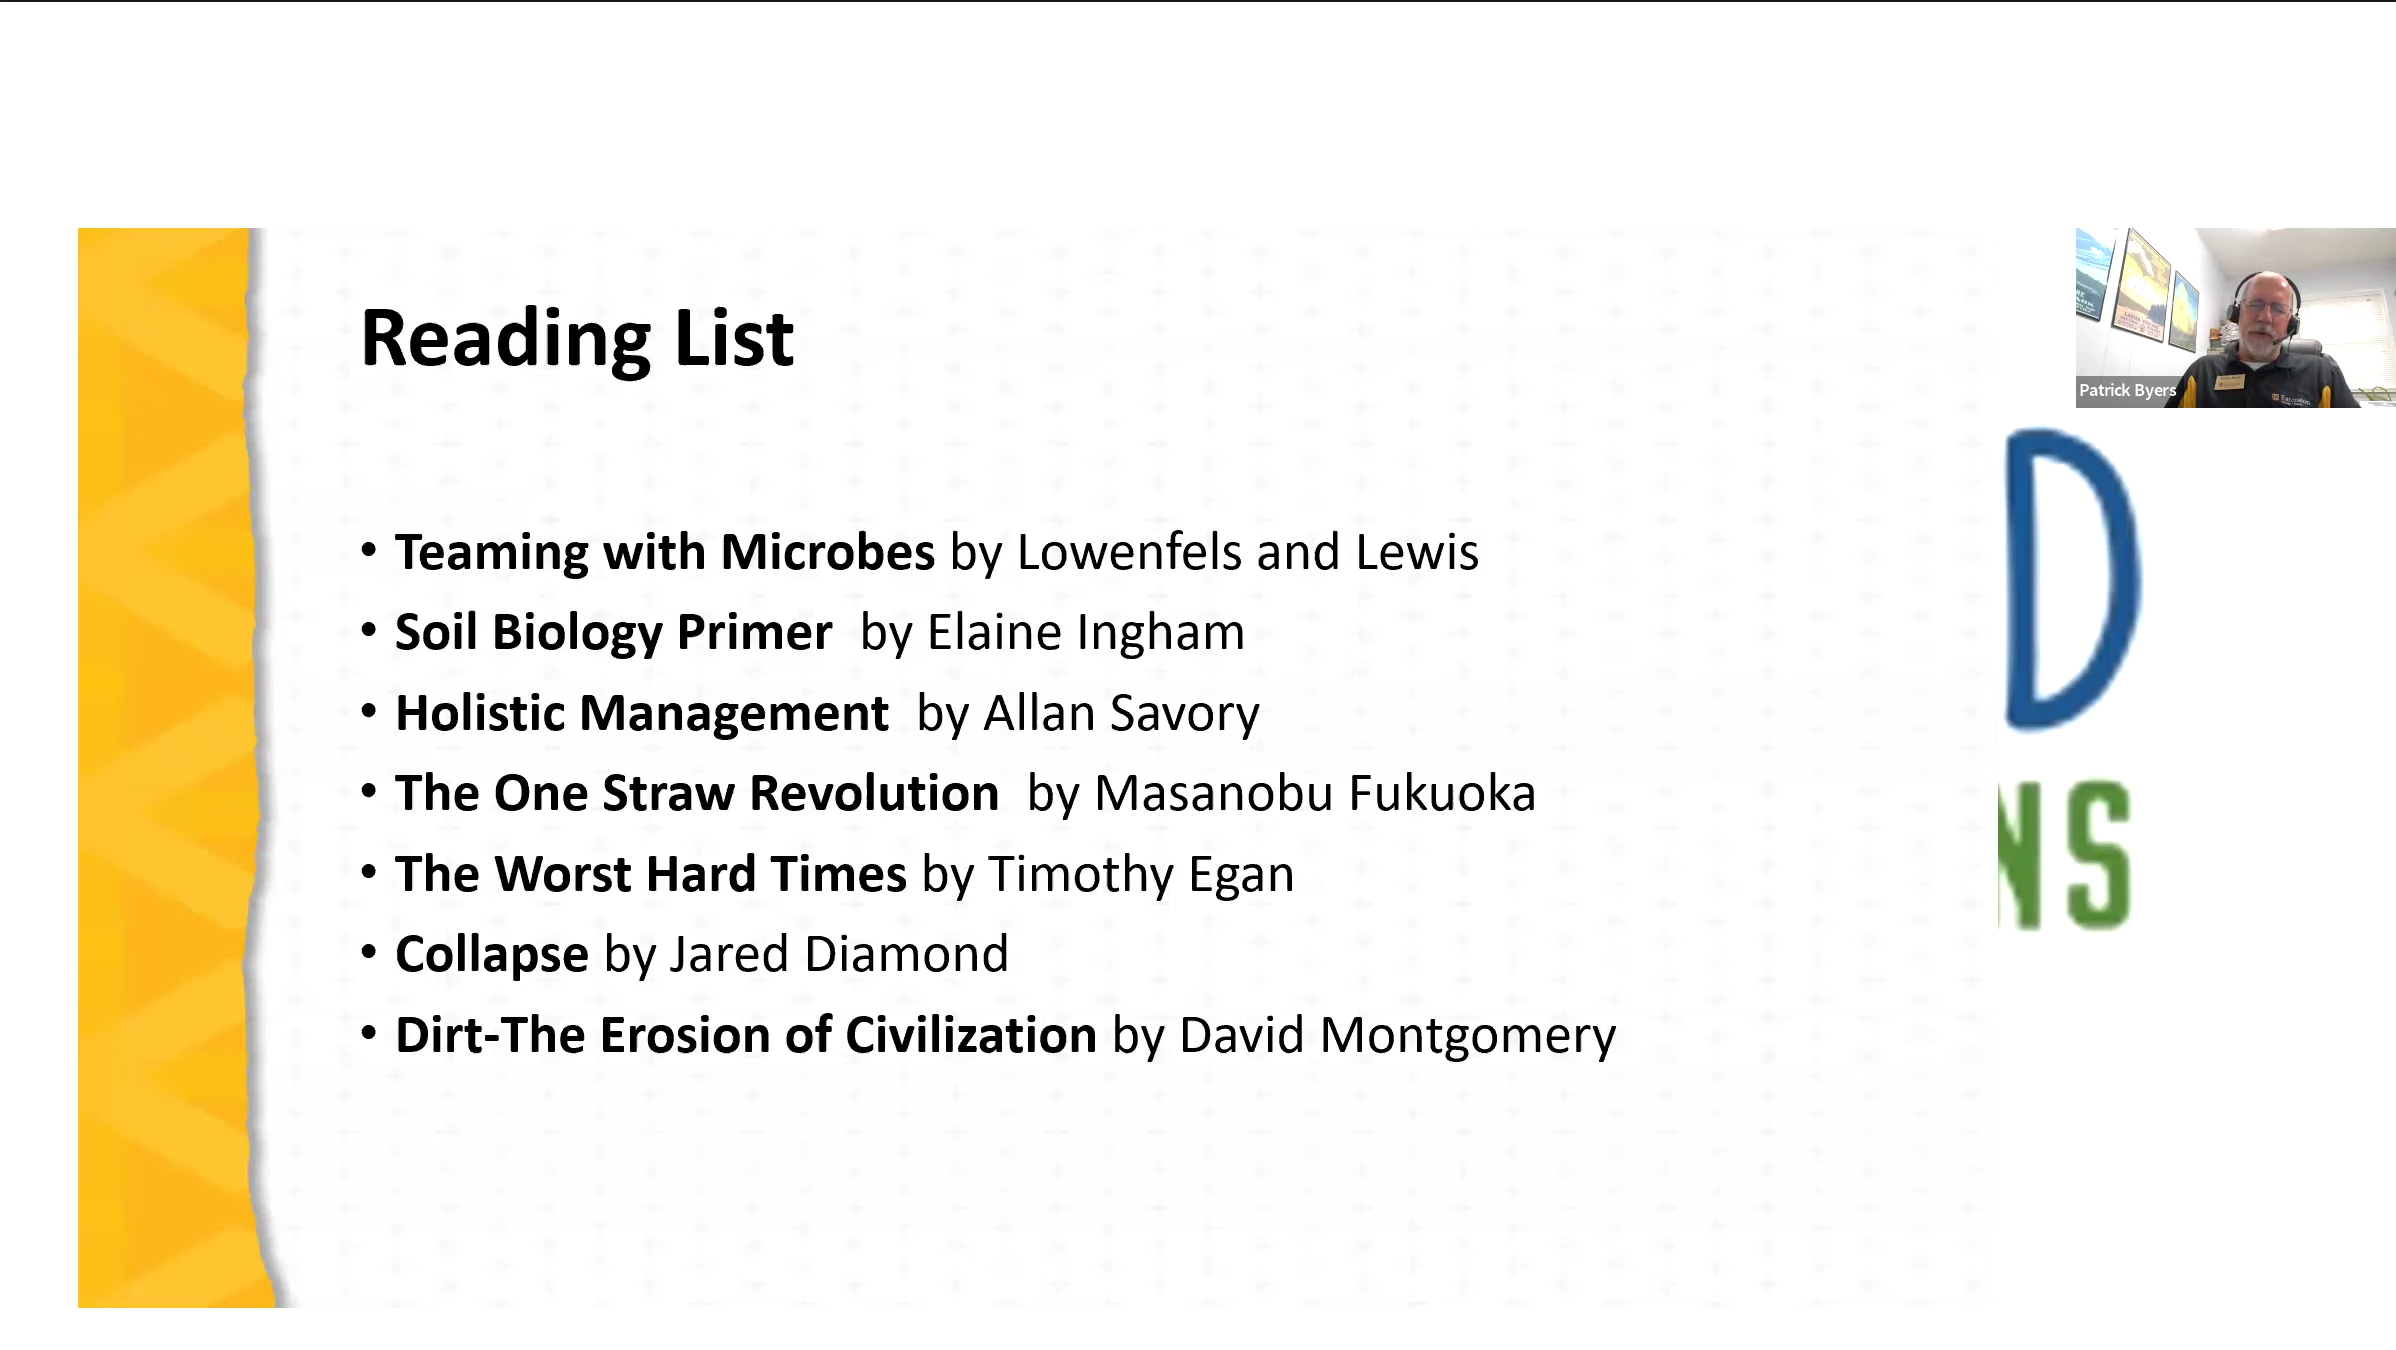 Reading List
• Teaming with Microbes by Lowenfels and Lewis
• Soil Biology Primer by Elaine Ingham
• Holistic Management by Allan Savory
• The One Straw Revolution by Masanobu Fukuoka
• The Worst Hard Times by Timothy Egan
• Collapse by Jared Diamond
• Dirt-The Erosion of Civilization by David Montgomery
Patrick Byers
Extension
D
NS